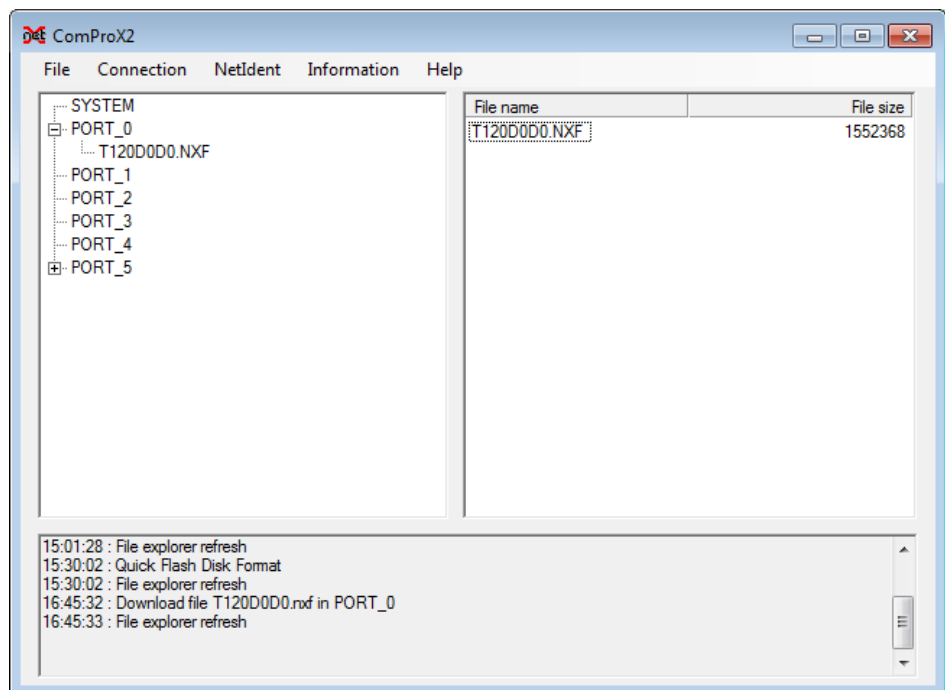 net ComProX2
File Connection NetIdent Information Help
SYSTEM
PORT_0
T120D0D0.NXF
PORT_1
PORT_2
PORT_3
PORT_4
PORT_5
File name File size
T120D0D0.NXF 1552368
15:01:28 : File explorer refresh
15:30:02 : Quick Flash Disk Format
15:30:02 : File explorer refresh
16:45:32 : Download file T120D0D0.nxf in PORT_0
16:45:33 : File explorer refresh